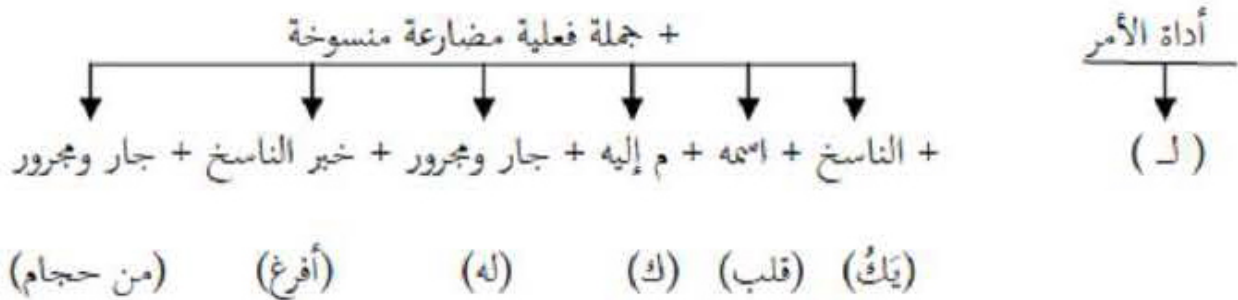 أداة الأمر + جملة فعلية مضارعة منسوخة
( لـ ) + الناسخ + اسمه + م إليه + جار ومجرور + خبر الناسخ + جار ومجرور
(يَكُ) (قلب) (ك) (له) (أفرغ) (من حجام)